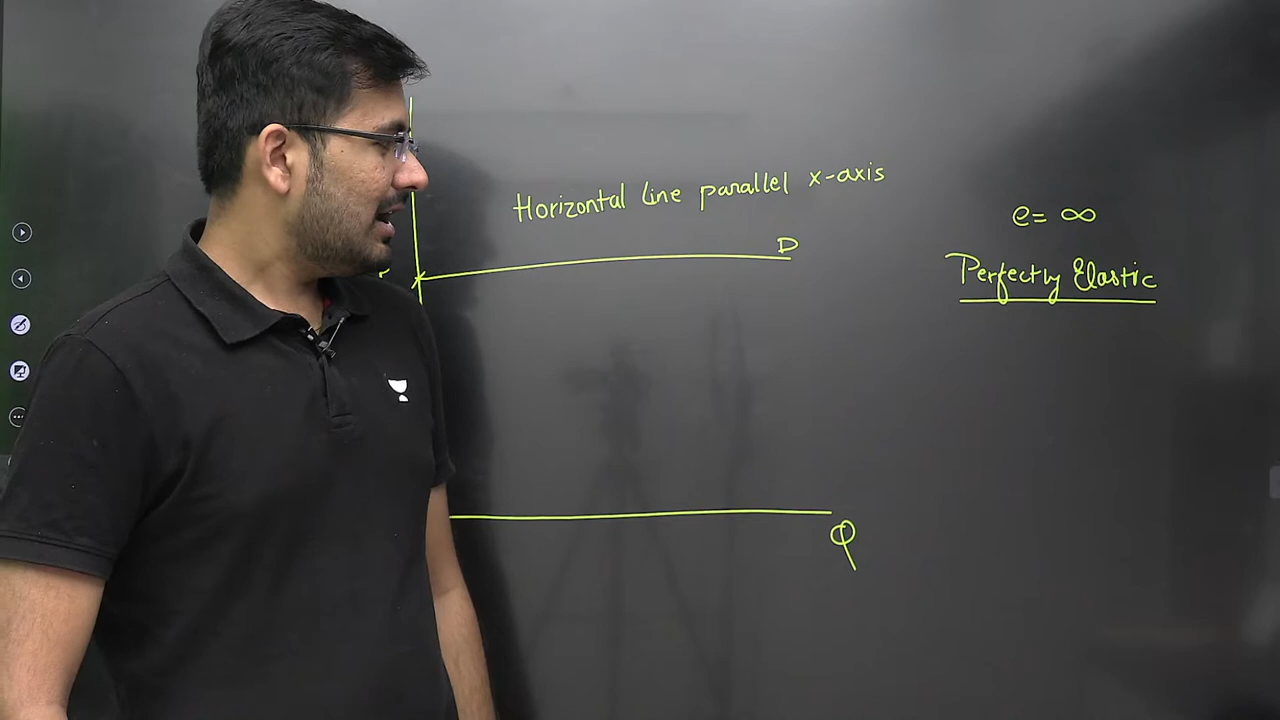 Horizontal line parallel x-axis
D
e= ∞
Perfectly Elastic
Q